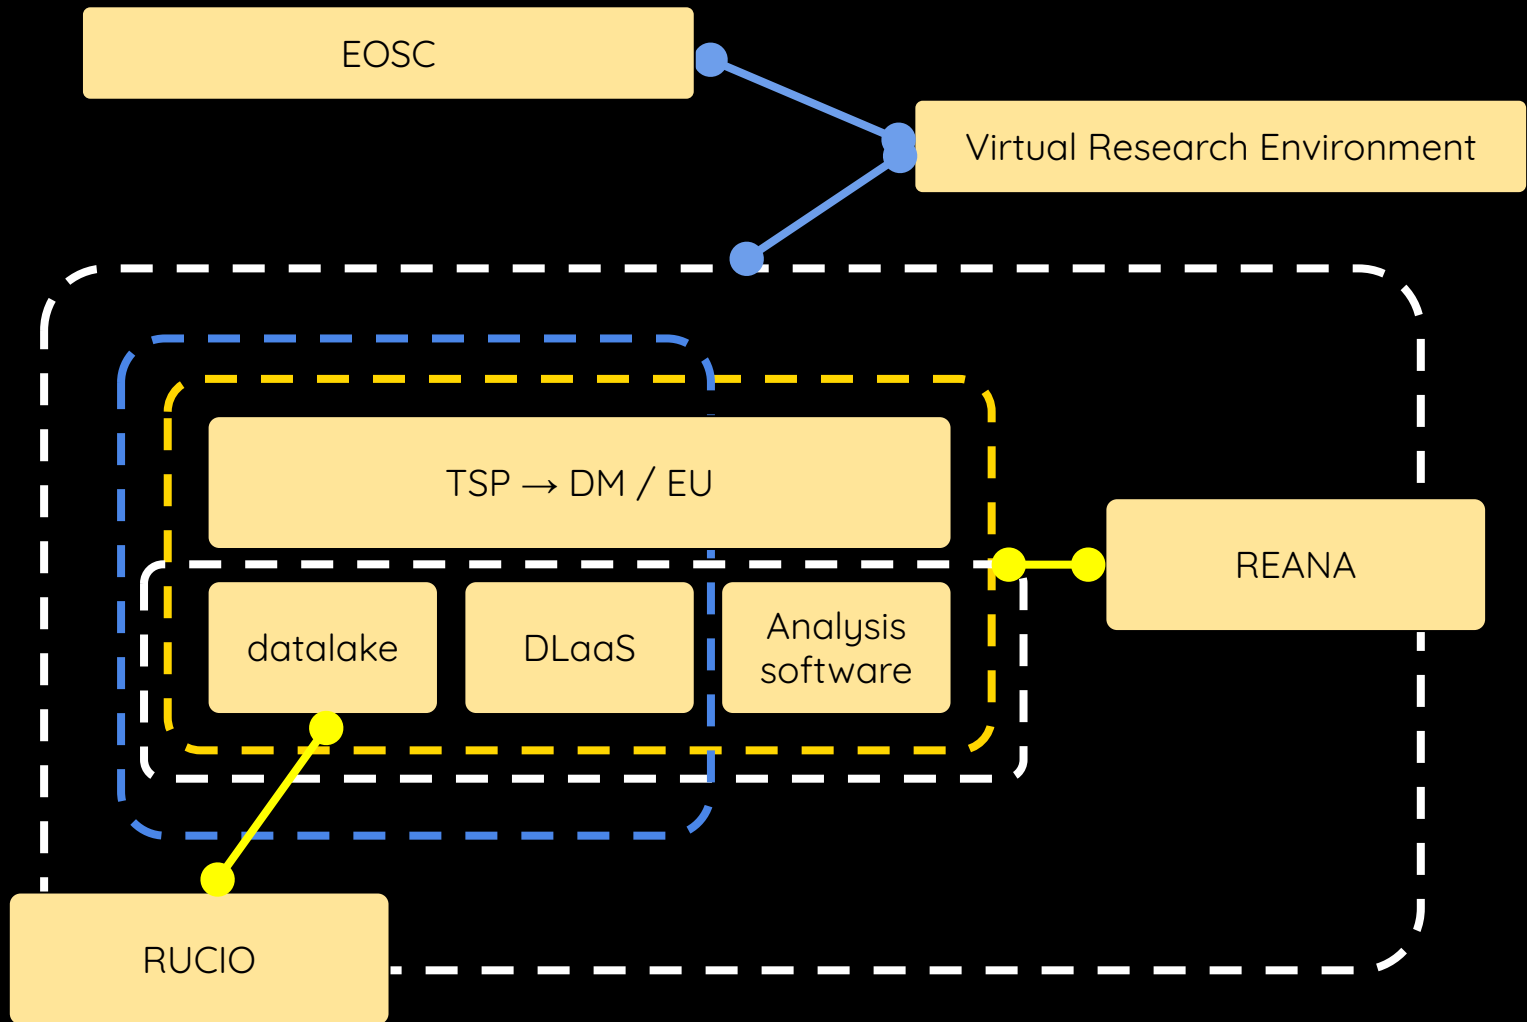 EOSC
Virtual Research Environment
TSP → DM / EU
REANA
datalake
DLaaS
Analysis
software
RUCIO